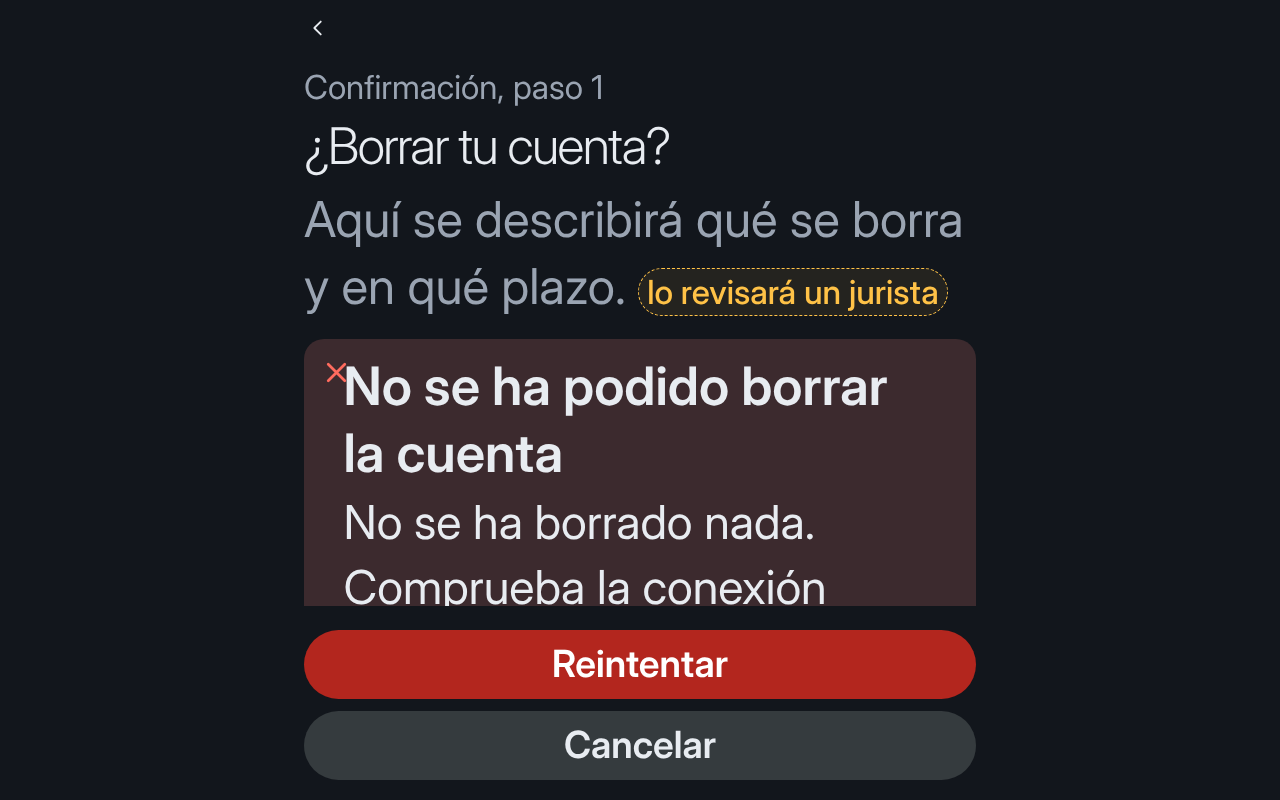 Confirmación, paso 1
¿Borrar tu cuenta?
Aquí se describirá qué se borra
y en qué plazo. lo revisará un jurista
No se ha podido borrar
la cuenta
No se ha borrado nada.
Comprueba la conexión
Reintentar
Cancelar